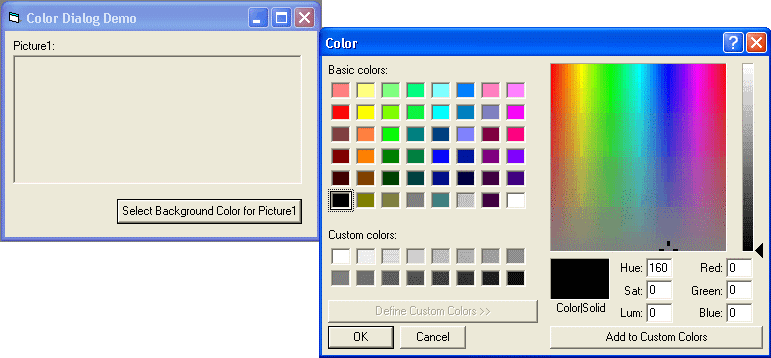 Color Dialog Demo
Picture1:
Select Background Color for Picture1
Color
Basic colors:
Custom colors:
Define Custom Colors >>
OK
Cancel
Color|Solid
Hue: 160
Sat: 0
Lum: 0
Red: 0
Green: 0
Blue: 0
Add to Custom Colors